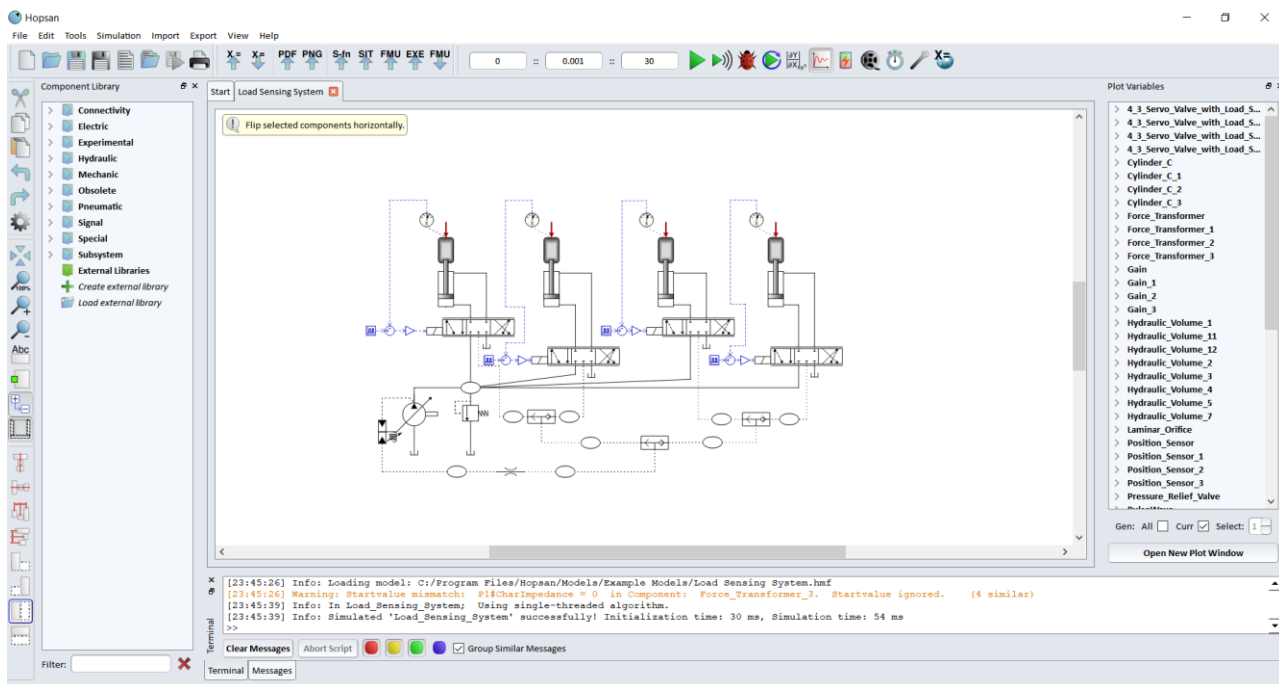 Hopsan
File Edit Tools Simulation Import Export View Help
X= X= PDF PNG S-fn SIT FMU EXE FMU 0 :: 0.001 :: 30
Component Library
Connectivity
Electric
Experimental
Hydraulic
Mechanic
Obsolete
Pneumatic
Signal
Special
Subsystem
External Libraries
Create external library
Load external library
Filter:
100%
Abc
Start Load Sensing System
Flip selected components horizontally.
Plot Variables
4_3_Servo_Valve_with_Load_S...
4_3_Servo_Valve_with_Load_S...
4_3_Servo_Valve_with_Load_S...
4_3_Servo_Valve_with_Load_S...
Cylinder_C
Cylinder_C_1
Cylinder_C_2
Cylinder_C_3
Force_Transformer
Force_Transformer_1
Force_Transformer_2
Force_Transformer_3
Gain
Gain_1
Gain_2
Gain_3
Hydraulic_Volume_1
Hydraulic_Volume_11
Hydraulic_Volume_12
Hydraulic_Volume_2
Hydraulic_Volume_3
Hydraulic_Volume_4
Hydraulic_Volume_5
Hydraulic_Volume_7
Laminar_Orifice
Position_Sensor
Position_Sensor_1
Position_Sensor_2
Position_Sensor_3
Pressure_Relief_Valve
Gen: All Curr Select: 1
Open New Plot Window
Terminal
[23:45:26] Info: Loading model: C:/Program Files/Hopsan/Models/Example Models/Load Sensing System.hmf
[23:45:26] Warning: Startvalue mismatch: P1#CharImpedance = 0 in Component: Force_Transformer_3. Startvalue ignored. (4 similar)
[23:45:39] Info: In Load_Sensing_System; Using single-threaded algorithm.
[23:45:39] Info: Simulated 'Load_Sensing_System' successfully! Initialization time: 30 ms, Simulation time: 54 ms
>>
Clear Messages Abort Script Group Similar Messages
Terminal Messages